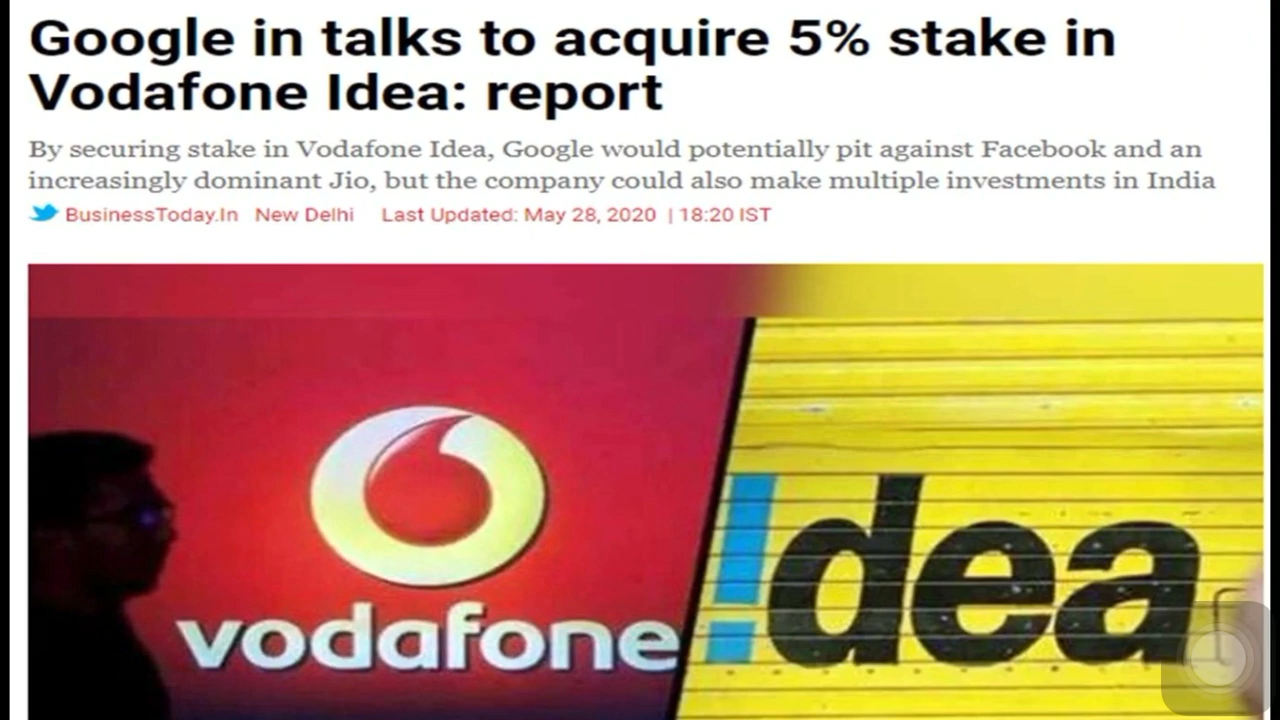 Google in talks to acquire 5% stake in
Vodafone Idea: report
By securing stake in Vodafone Idea, Google would potentially pit against Facebook and an
increasingly dominant Jio, but the company could also make multiple investments in India
BusinessToday.In New Delhi Last Updated: May 28, 2020 | 18:20 IST
vodafone
!dea